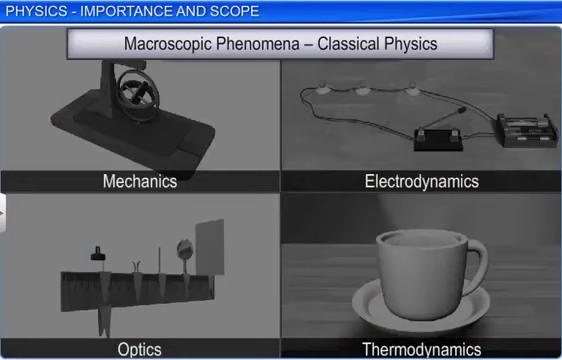 PHYSICS - IMPORTANCE AND SCOPE
Macroscopic Phenomena – Classical Physics
Mechanics
Electrodynamics
Optics
Thermodynamics